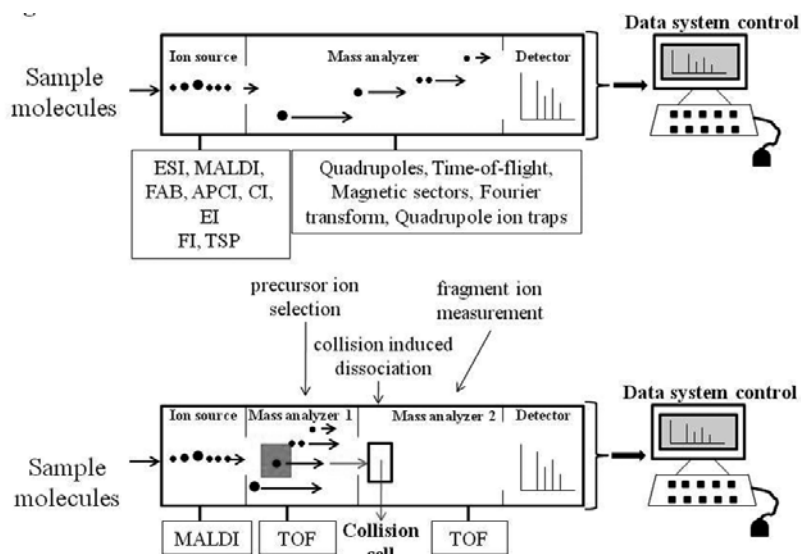 Data system control
Ion source
Mass analyzer
Detector
Sample
molecules
ESI, MALDI,
FAB, APCI, CI,
EI
FI, TSP
Quadrupoles, Time-of-flight,
Magnetic sectors, Fourier
transform, Quadrupole ion traps
precursor ion
selection
fragment ion
measurement
collision induced
dissociation
Data system control
Ion source
Mass analyzer 1
Mass analyzer 2
Detector
Sample
molecules
MALDI
TOF
Collision
TOF